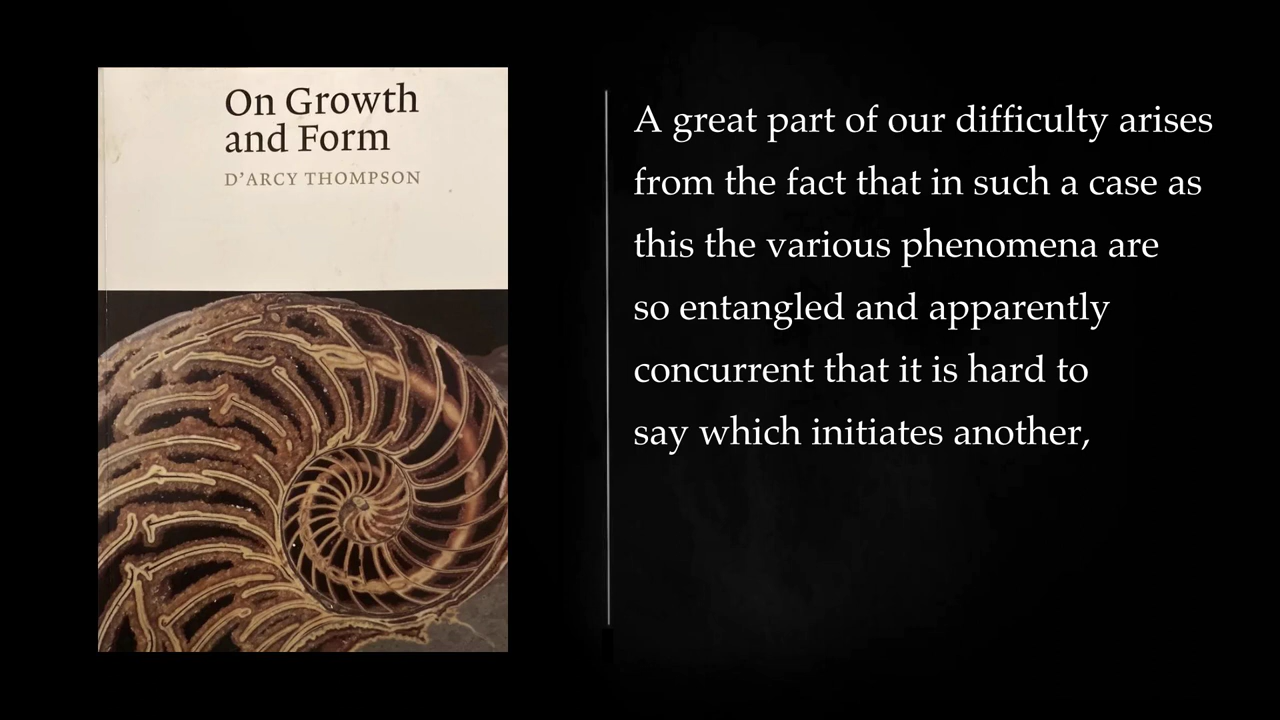 On Growth
and Form
D'ARCY THOMPSON
A great part of our difficulty arises
from the fact that in such a case as
this the various phenomena are
so entangled and apparently
concurrent that it is hard to
say which initiates another,